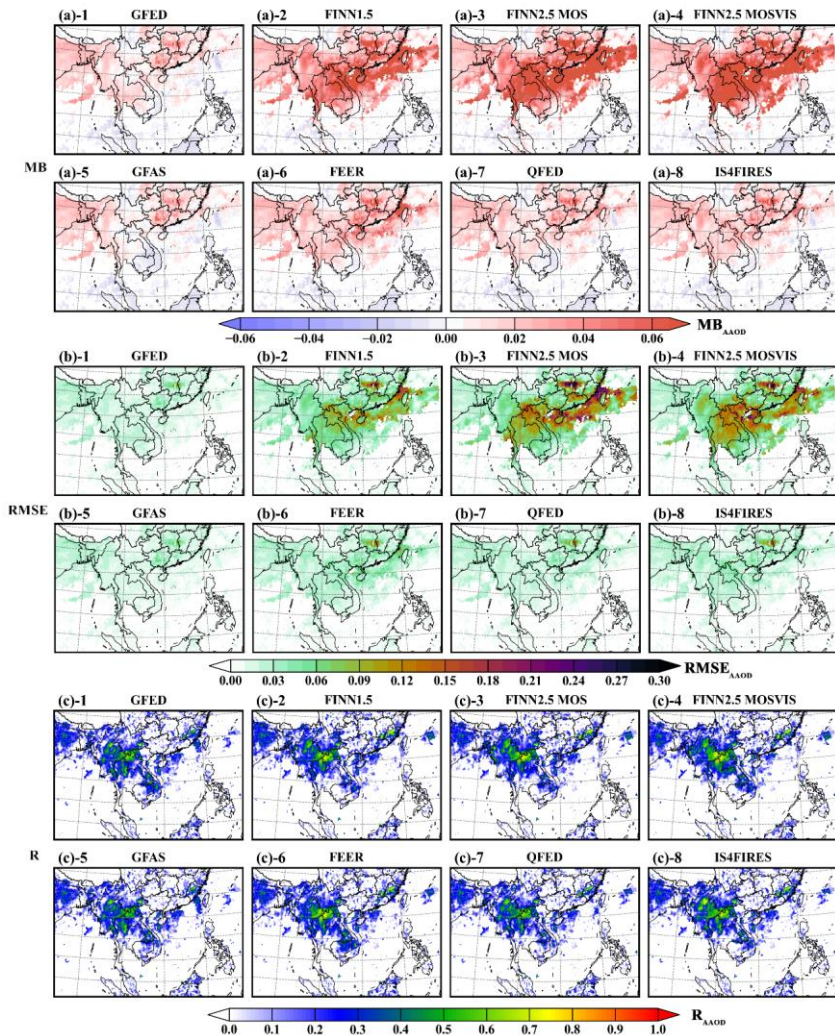 (a)-1 GFED (a)-2 FINN1.5 (a)-3 FINN2.5 MOS (a)-4 FINN2.5 MOSVIS
MB
(a)-5 GFAS (a)-6 FEER (a)-7 QFED (a)-8 IS4FIRES
−0.06 −0.04 −0.02 0.00 0.02 0.04 0.06 MB AAOD
(b)-1 GFED (b)-2 FINN1.5 (b)-3 FINN2.5 MOS (b)-4 FINN2.5 MOSVIS
RMSE
(b)-5 GFAS (b)-6 FEER (b)-7 QFED (b)-8 IS4FIRES
0.00 0.03 0.06 0.09 0.12 0.15 0.18 0.21 0.24 0.27 0.30 RMSE AAOD
(c)-1 GFED (c)-2 FINN1.5 (c)-3 FINN2.5 MOS (c)-4 FINN2.5 MOSVIS
R
(c)-5 GFAS (c)-6 FEER (c)-7 QFED (c)-8 IS4FIRES
0.0 0.1 0.2 0.3 0.4 0.5 0.6 0.7 0.8 0.9 1.0 R AAOD